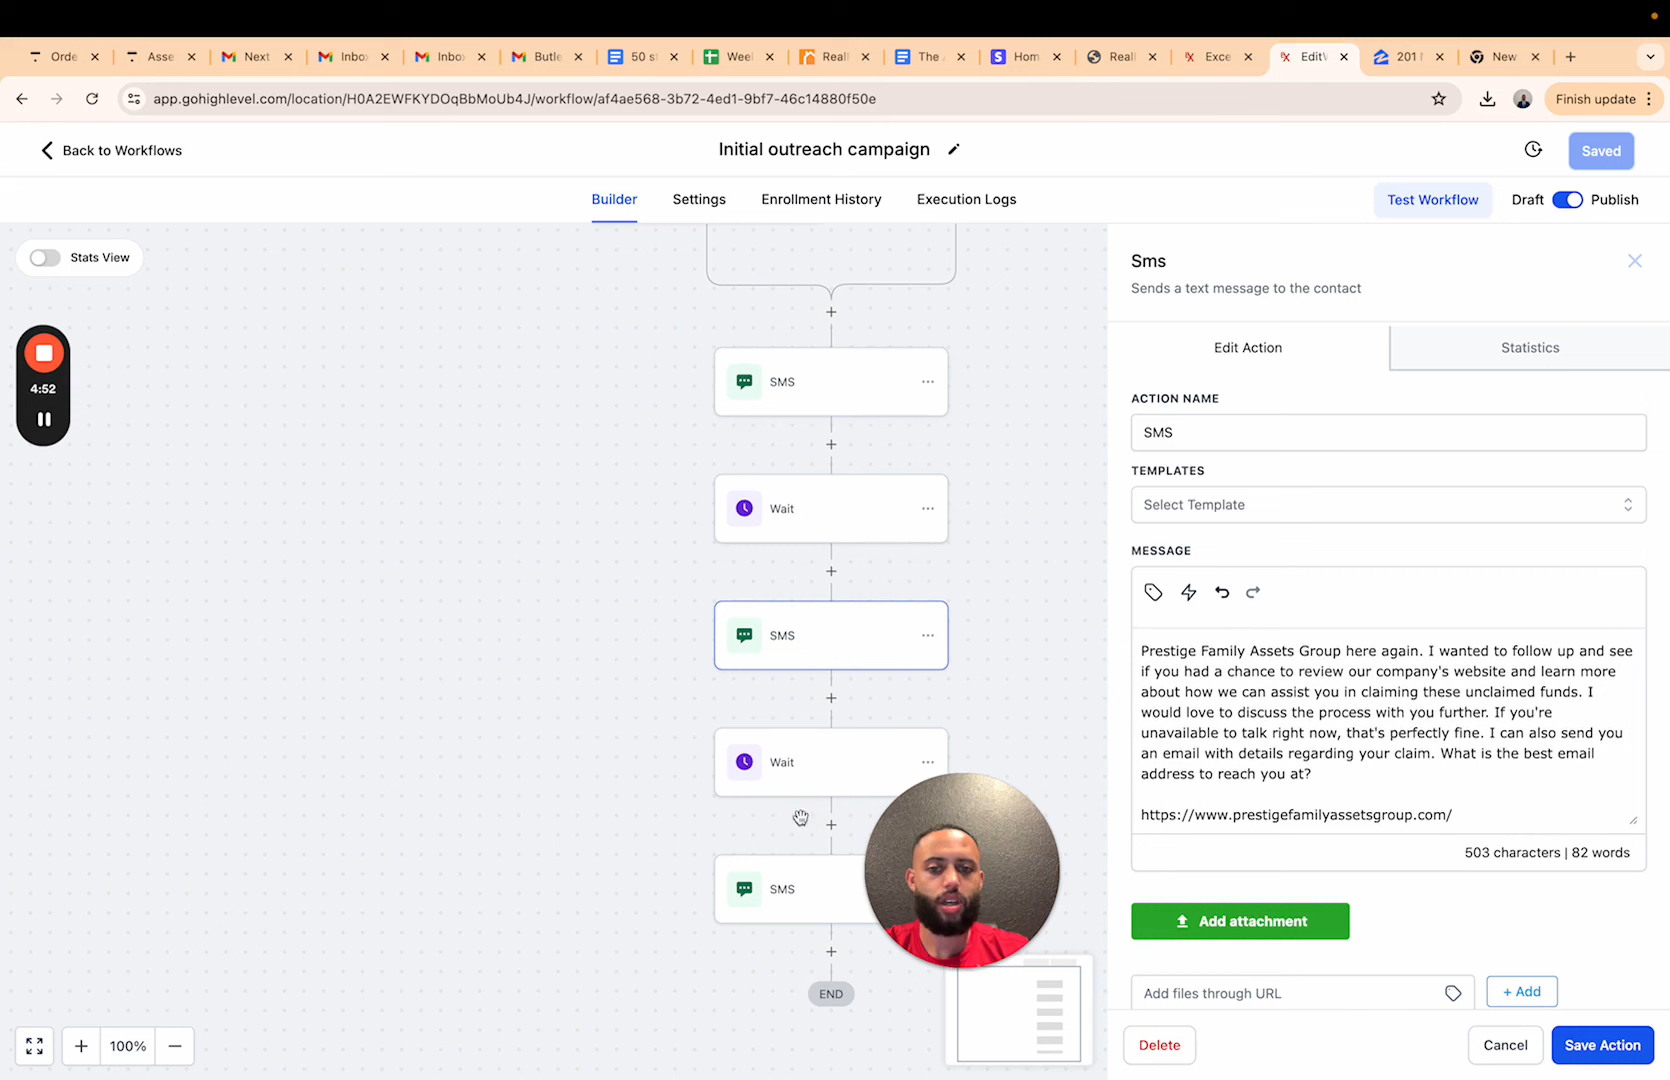 Orde
Asse
Next
Inbo
Inbo
Butle
50 s
Weel
Reali
The
Hom
Reali
Exce
Edit
201
New
app.gohighlevel.com/location/H0A2EWFKYDOqBbMoUb4J/workflow/af4ae568-3b72-4ed1-9bf7-46c14880f50e
Finish update
Back to Workflows
Initial outreach campaign
Saved
Builder
Settings
Enrollment History
Execution Logs
Test Workflow
Draft
Publish
Stats View
4:52
SMS
Wait
SMS
Wait
SMS
END
100%
Sms
Sends a text message to the contact
Edit Action
Statistics
ACTION NAME
SMS
TEMPLATES
Select Template
MESSAGE
Prestige Family Assets Group here again. I wanted to follow up and see
if you had a chance to review our company's website and learn more
about how we can assist you in claiming these unclaimed funds. I
would love to discuss the process with you further. If you're
unavailable to talk right now, that's perfectly fine. I can also send you
an email with details regarding your claim. What is the best email
address to reach you at?
https://www.prestigefamilyassetsgroup.com/
503 characters | 82 words
Add attachment
Add files through URL
+ Add
Delete
Cancel
Save Action